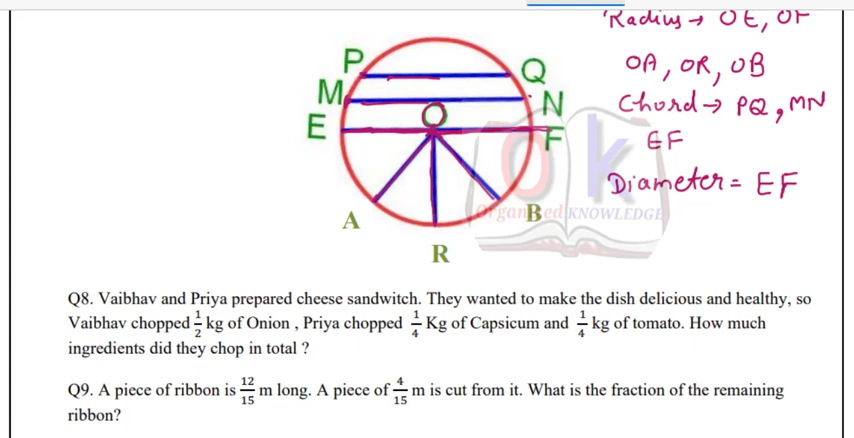 Radius → OE, OF
OA, OR, OB
Chord → PQ, MN
EF
Diameter = EF
P
Q
M
N
O
E
F
A
B
R
Organised KNOWLEDGE
Q8. Vaibhav and Priya prepared cheese sandwitch. They wanted to make the dish delicious and healthy, so
Vaibhav chopped 1/2 kg of Onion , Priya chopped 1/4 Kg of Capsicum and 1/4 kg of tomato. How much
ingredients did they chop in total ?
Q9. A piece of ribbon is 12/15 m long. A piece of 4/15 m is cut from it. What is the fraction of the remaining
ribbon?